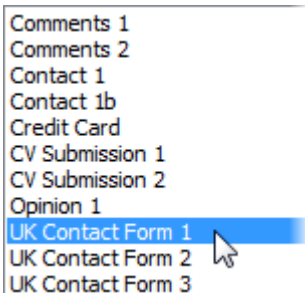 Comments 1
Comments 2
Contact 1
Contact 1b
Credit Card
CV Submission 1
CV Submission 2
Opinion 1
UK Contact Form 1
UK Contact Form 2
UK Contact Form 3